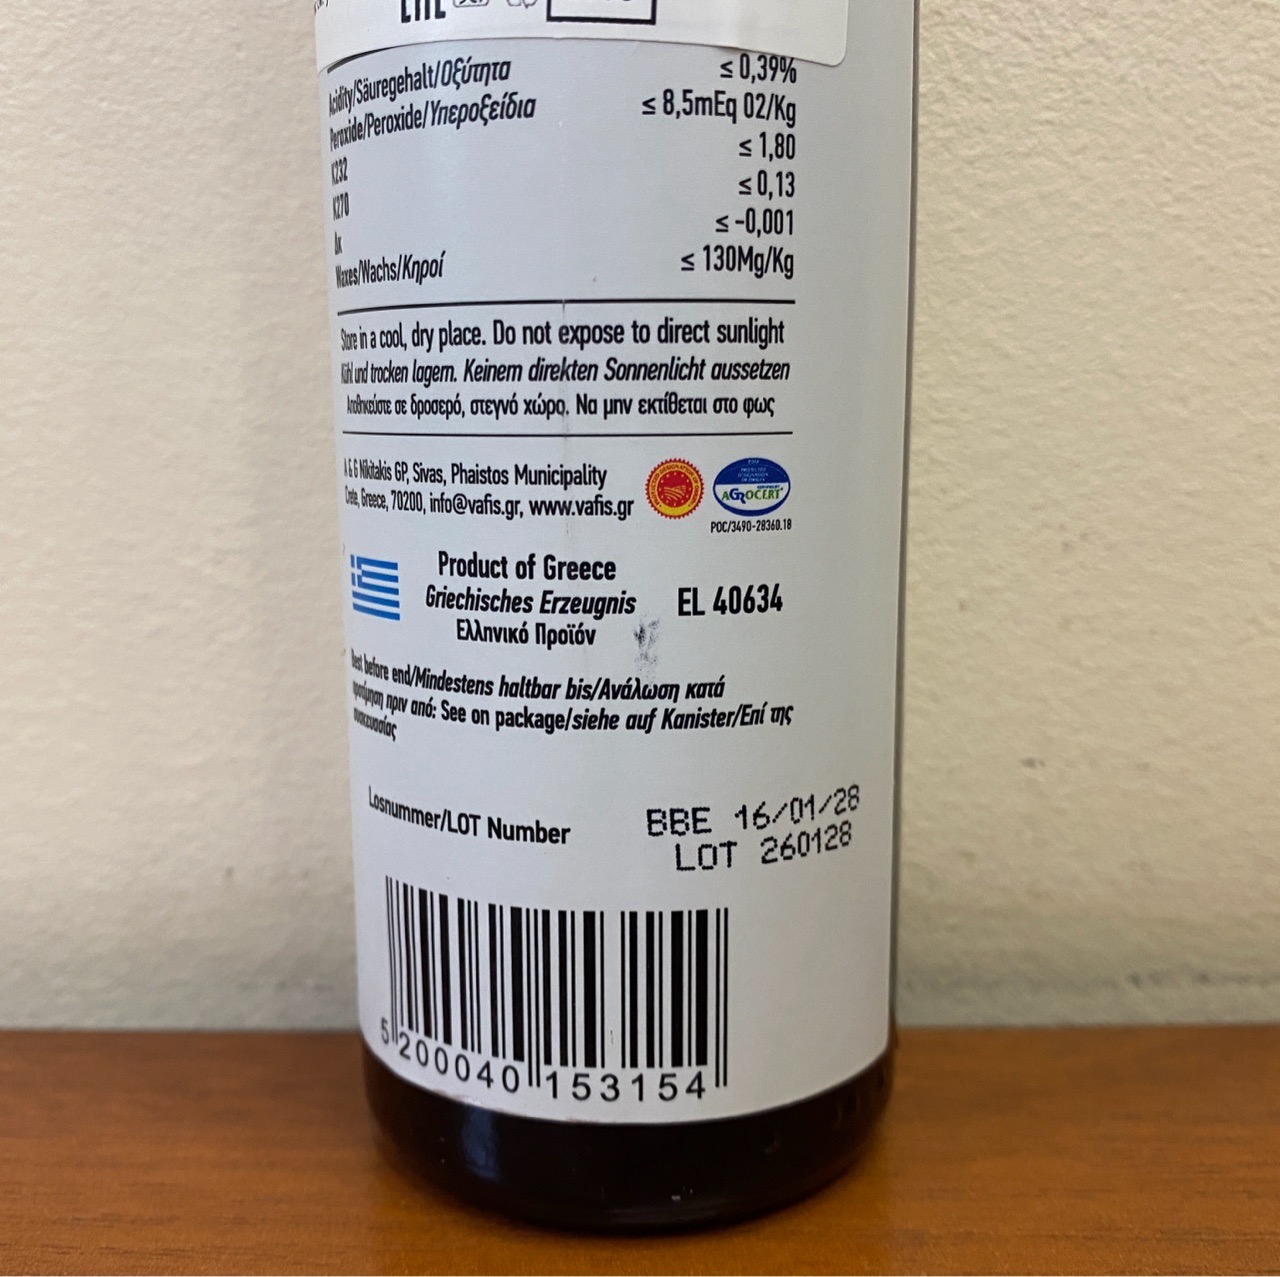 EAC
Acidity/Säuregehalt/Οξύτητα ≤ 0,39%
Peroxide/Peroxide/Υπεροξείδια ≤ 8,5mEq 02/Kg
K232 ≤ 1,80
K270 ≤ 0,13
Δκ ≤ -0,001
Waxes/Wachs/Κηροί ≤ 130Mg/Kg
Store in a cool, dry place. Do not expose to direct sunlight
Kühl und trocken lagern. Keinem direkten Sonnenlicht aussetzen
Αποθηκεύστε σε δροσερό, στεγνό χώρο. Να μην εκτίθεται στο φως
A & G Nikitakis GP, Sivas, Phaistos Municipality
Crete, Greece, 70200, info@vafis.gr, www.vafis.gr
AGROCERT
POC/3490-28360.18
Product of Greece
Griechisches Erzeugnis EL 40634
Ελληνικό Προϊόν
Best before end/Mindestens haltbar bis/Ανάλωση κατά
προτίμηση πριν από: See on package/siehe auf Kanister/Επί της
συσκευασίας
Losnummer/LOT Number BBE 16/01/28
LOT 260128
5 200040 153154